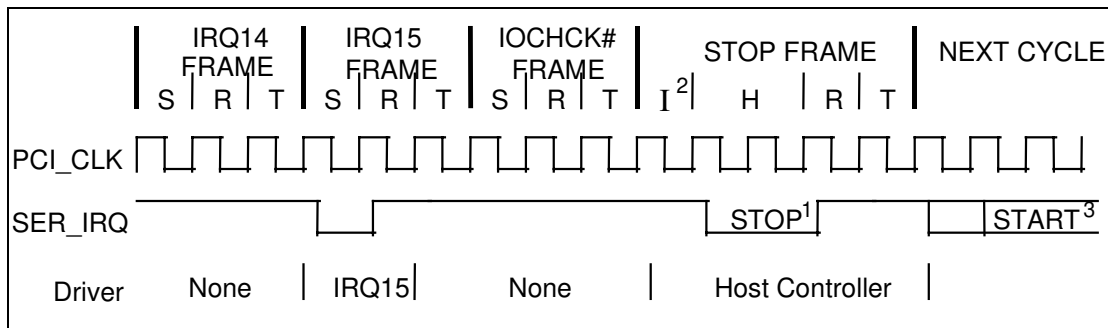 IRQ14 FRAME IRQ15 FRAME IOCHCK# FRAME STOP FRAME NEXT CYCLE
S R T S R T S R T I 2 H R T
PCI_CLK
SER_IRQ STOP1 START3
Driver None IRQ15 None Host Controller